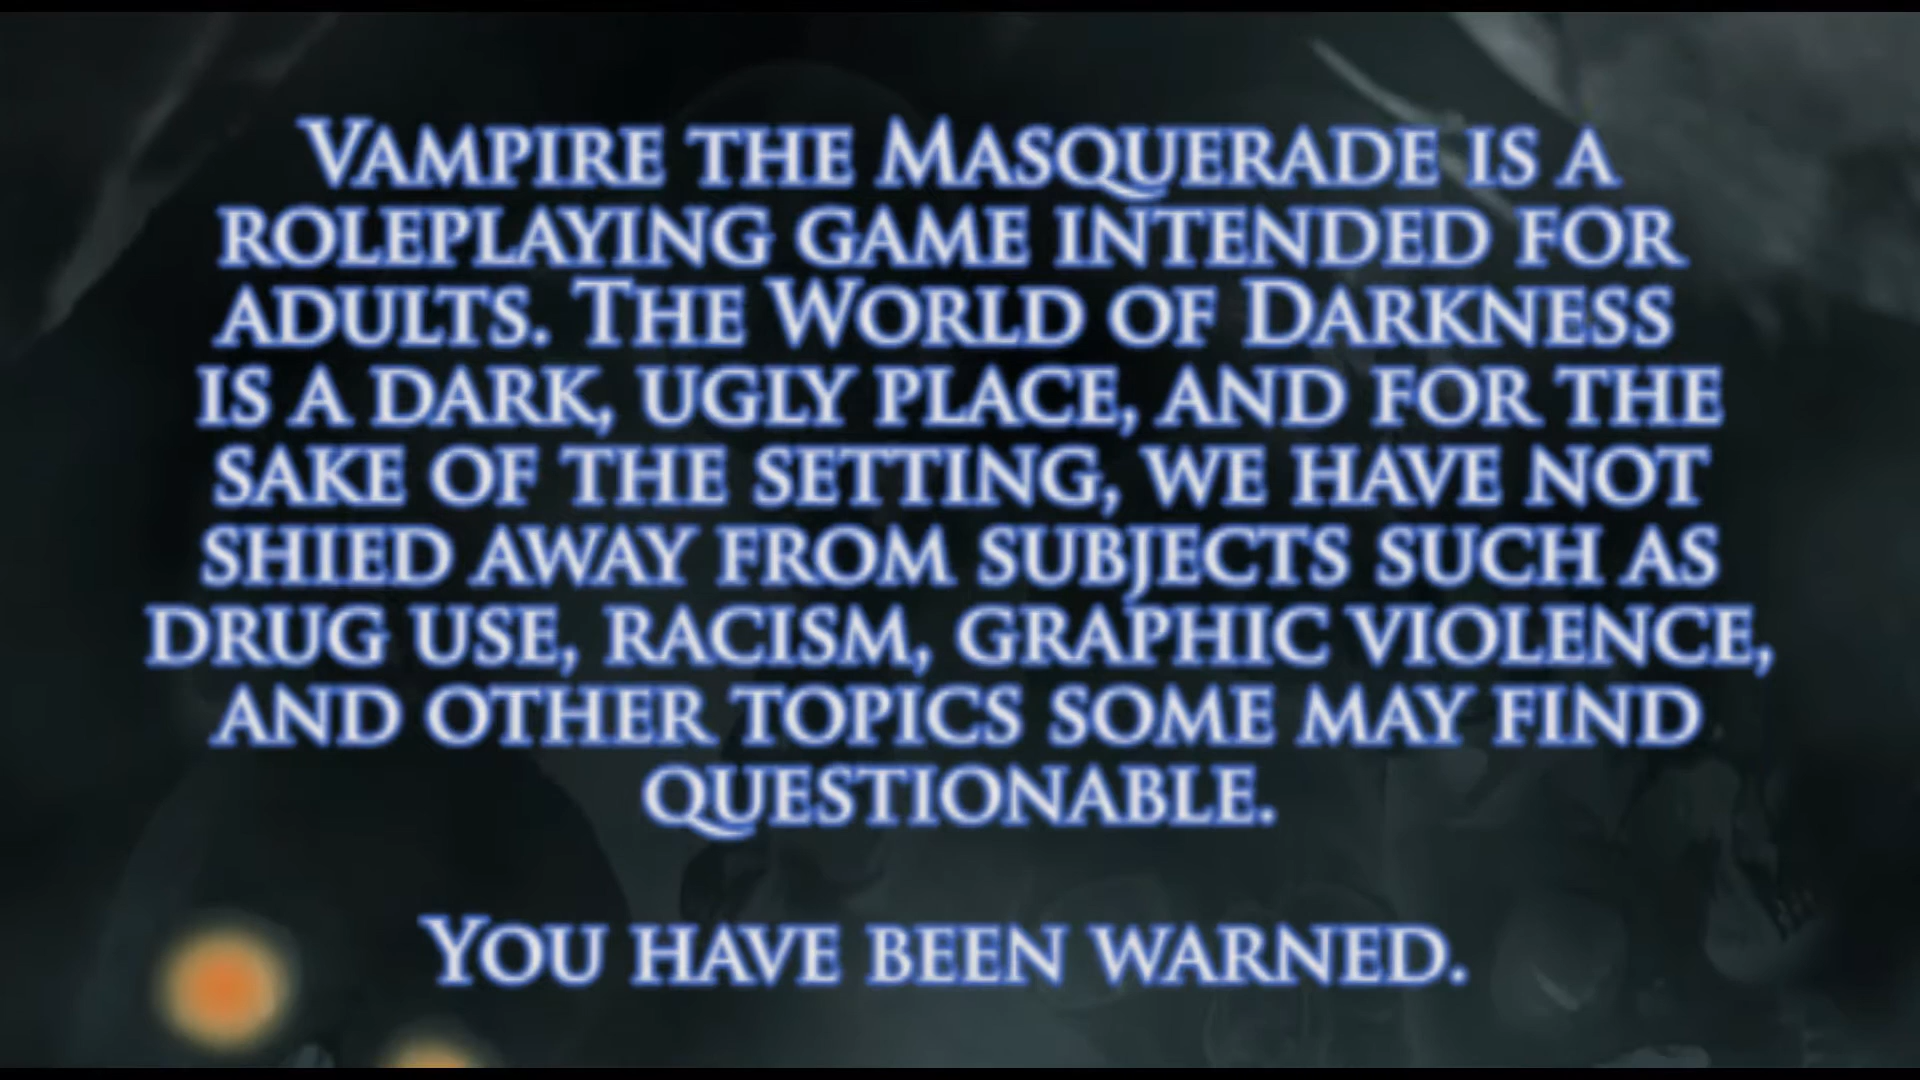 Vampire the Masquerade is a
roleplaying game intended for
adults. The World of Darkness
is a dark, ugly place, and for the
sake of the setting, we have not
shied away from subjects such as
drug use, racism, graphic violence,
and other topics some may find
questionable.
You have been warned.